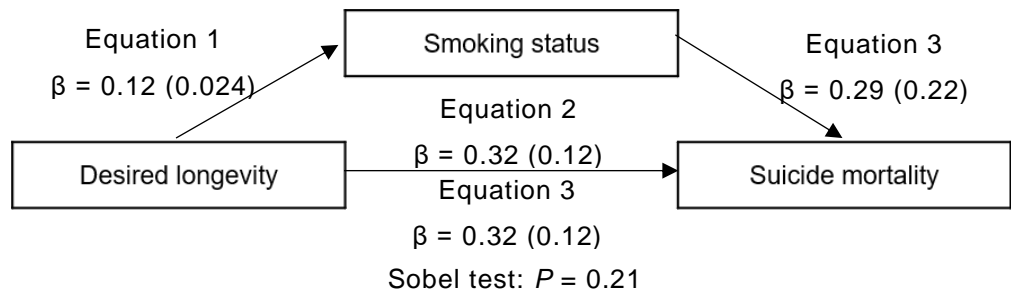 Equation 1
β = 0.12 (0.024)
Smoking status
Equation 3
β = 0.29 (0.22)
Equation 2
β = 0.32 (0.12)
Desired longevity
Suicide mortality
Equation 3
β = 0.32 (0.12)
Sobel test: P = 0.21